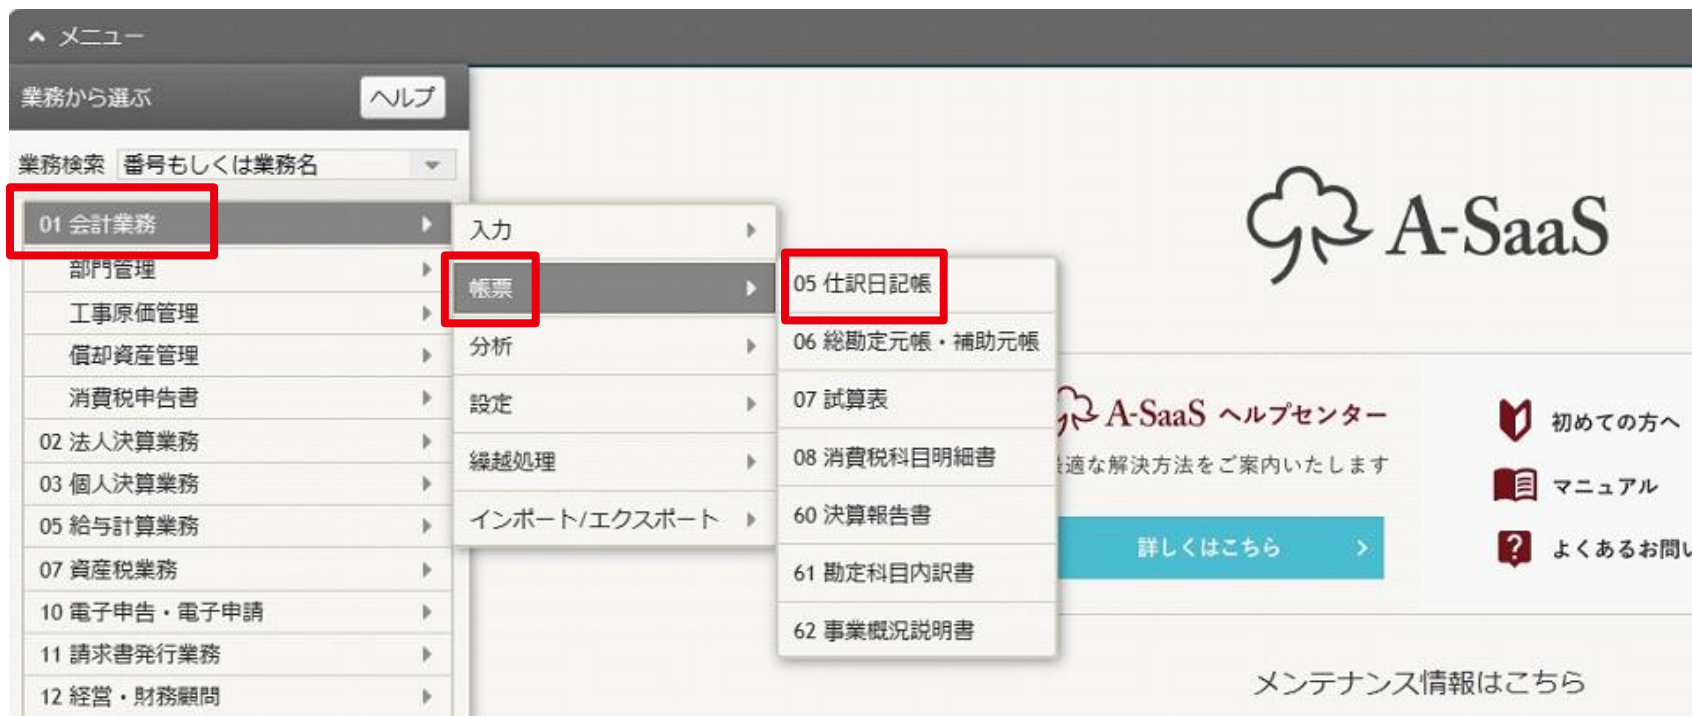 メニュー
業務から選ぶ
ヘルプ
業務検索 番号もしくは業務名
01 会計業務
部門管理
工事原価管理
償却資産管理
消費税申告書
02 法人決算業務
03 個人決算業務
05 給与計算業務
07 資産税業務
10 電子申告・電子申請
11 請求書発行業務
12 経営・財務顧問
入力
帳票
分析
設定
繰越処理
インポート/エクスポート
05 仕訳日記帳
06 総勘定元帳・補助元帳
07 試算表
08 消費税科目明細書
60 決算報告書
61 勘定科目内訳書
62 事業概況説明書
A-SaaS
A-SaaS ヘルプセンター
適な解決方法をご案内いたします
詳しくはこちら
初めての方へ
マニュアル
よくあるお問い
メンテナンス情報はこちら